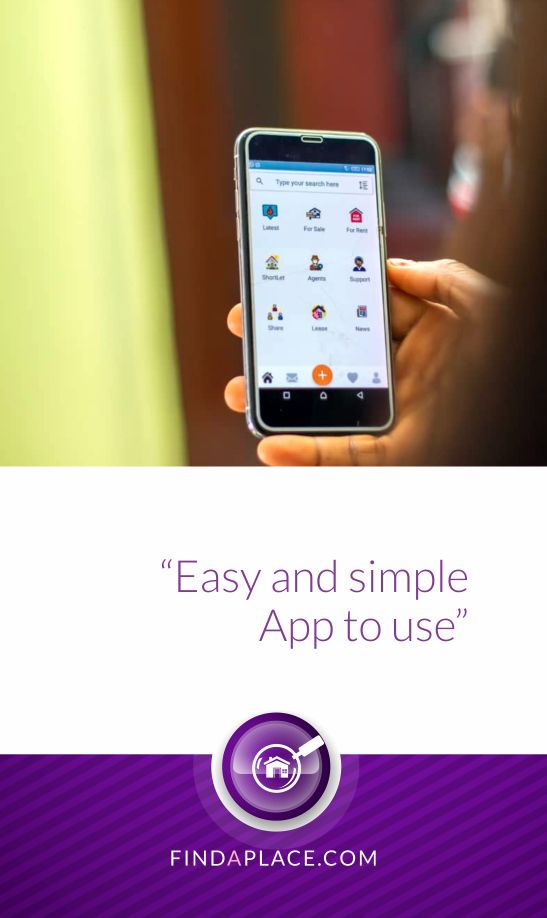 Type your search here
Latest
For Sale
For Rent
ShortLet
Agents
Support
Share
Lease
News
“Easy and simple
App to use”
FINDAPLACE.COM